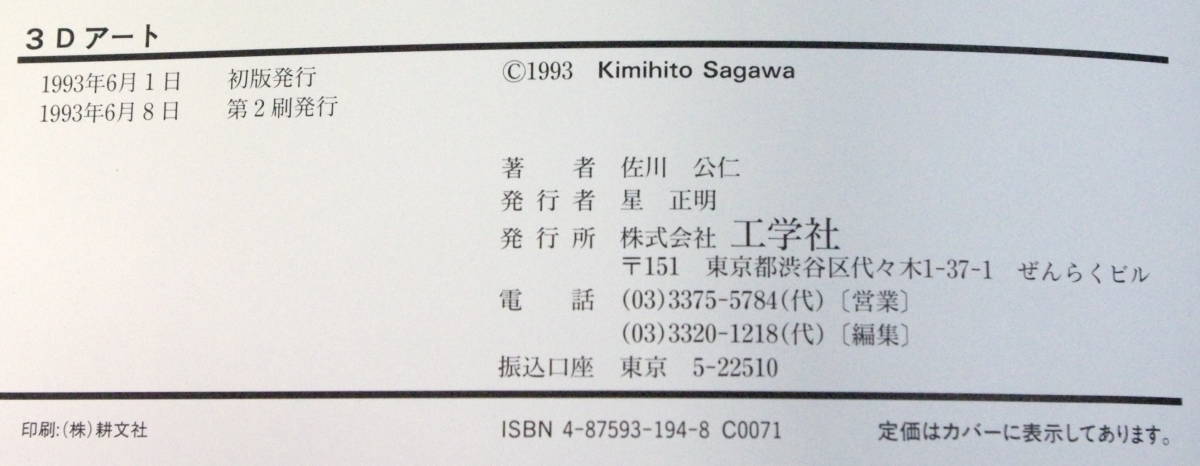 3Dアート
1993年6月1日 初版発行 ©1993 Kimihito Sagawa
1993年6月8日 第2刷発行
著者 佐川 公仁
発行者 星 正明
発行所 株式会社 工学社
〒151 東京都渋谷区代々木1-37-1 ぜんらくビル
電話 (03)3375-5784(代)〔営業〕
(03)3320-1218(代)〔編集〕
振込口座 東京 5-22510
印刷:(株)耕文社 ISBN 4-87593-194-8 C0071 定価はカバーに表示してあります。